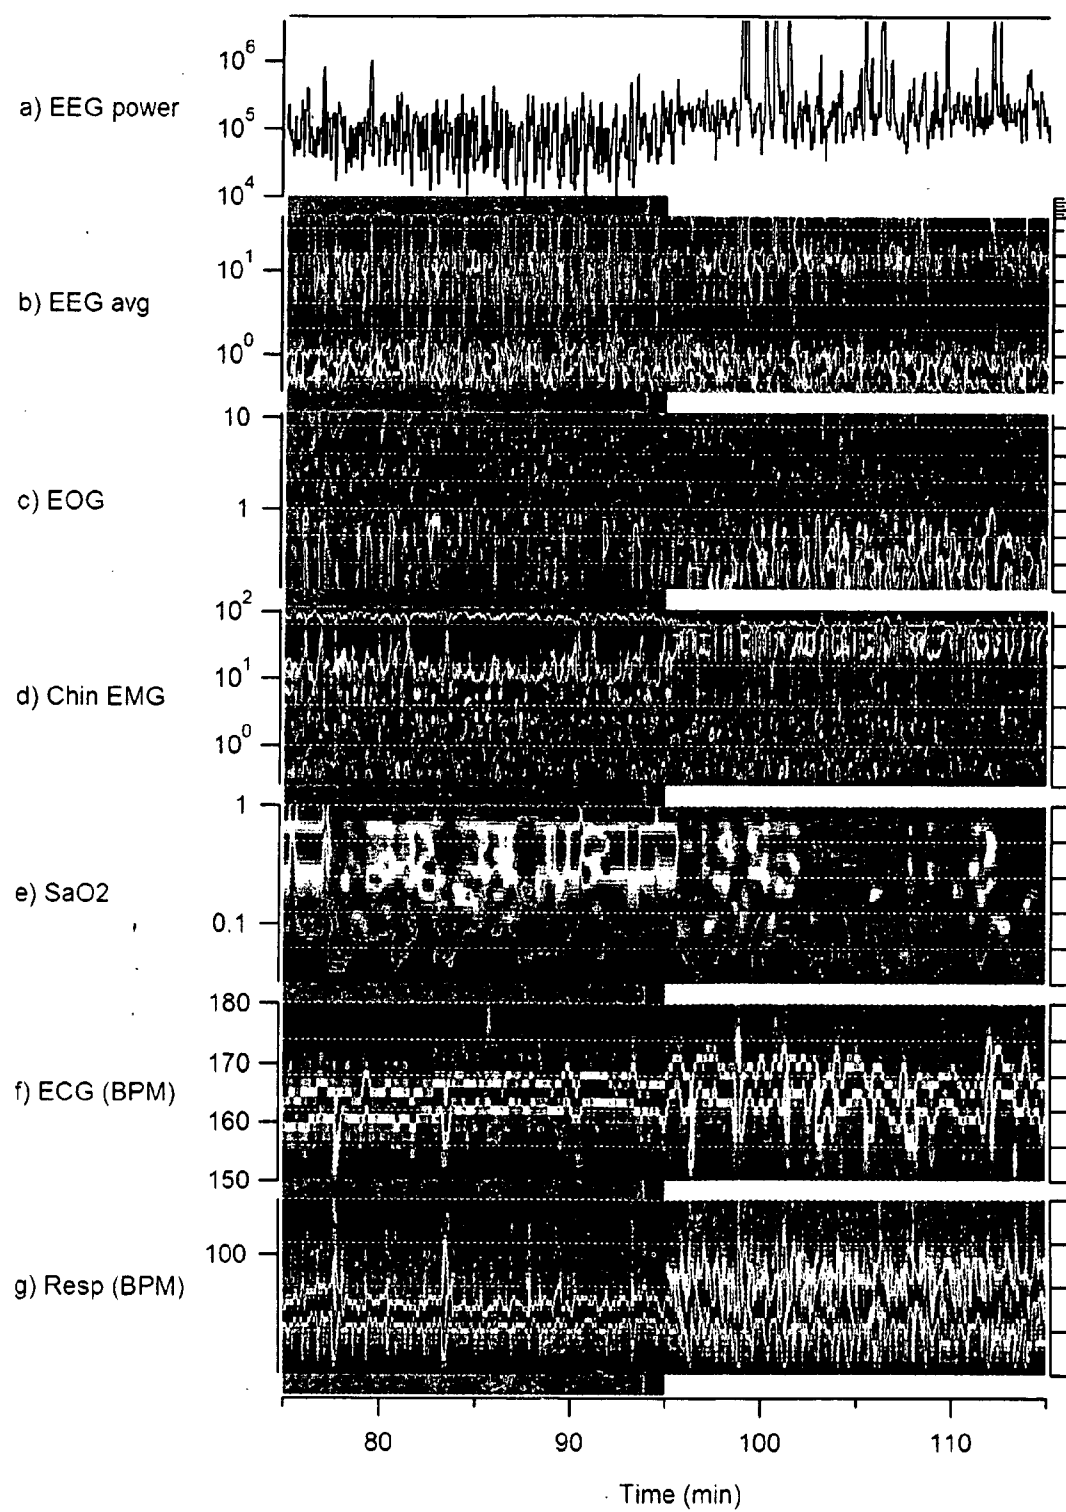 10^6
a) EEG power
10^5
10^4
10^1
b) EEG avg
10^0
10
c) EOG
1
10^2
10^1
d) Chin EMG
10^0
1
e) SaO2
0.1
180
170
f) ECG (BPM)
160
150
100
g) Resp (BPM)
80 90 100 110
Time (min)